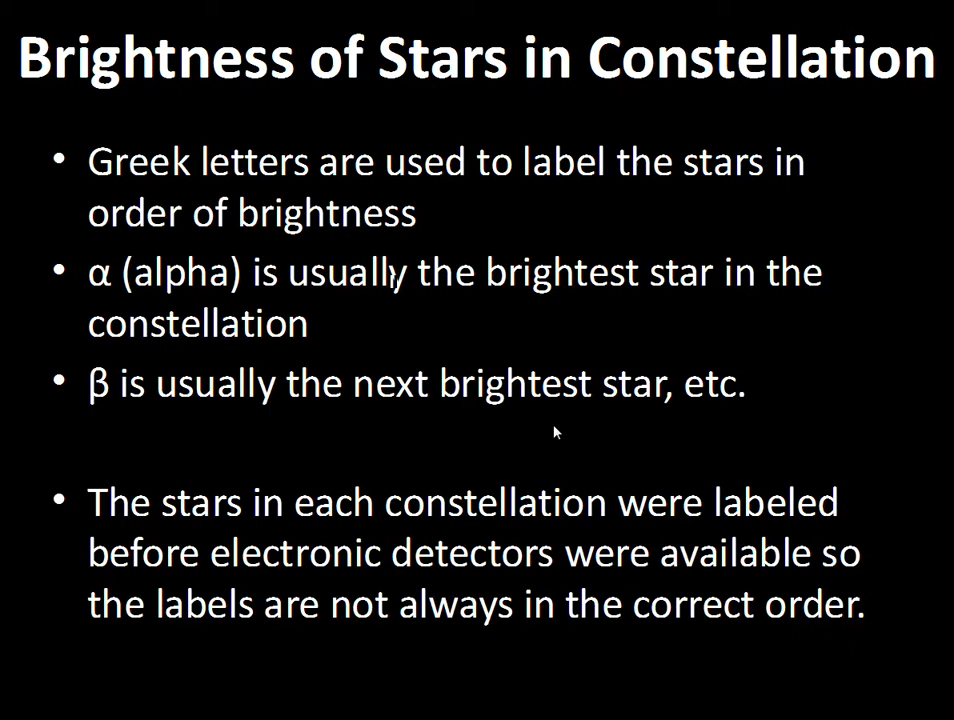 Brightness of Stars in Constellation
• Greek letters are used to label the stars in
order of brightness
• α (alpha) is usually the brightest star in the
constellation
• β is usually the next brightest star, etc.
• The stars in each constellation were labeled
before electronic detectors were available so
the labels are not always in the correct order.